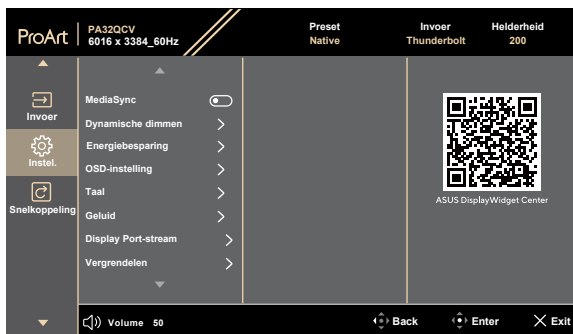 ProArt
PA32QCV
6016 x 3384_60Hz
Preset
Native
Invoer
Thunderbolt
Helderheid
200
Invoer
Instel.
Snelkoppeling
MediaSync
Dynamische dimmen
Energiebesparing
OSD-instelling
Taal
Geluid
Display Port-stream
Vergrendelen
ASUS DisplayWidget Center
Volume 50
Back
Enter
Exit